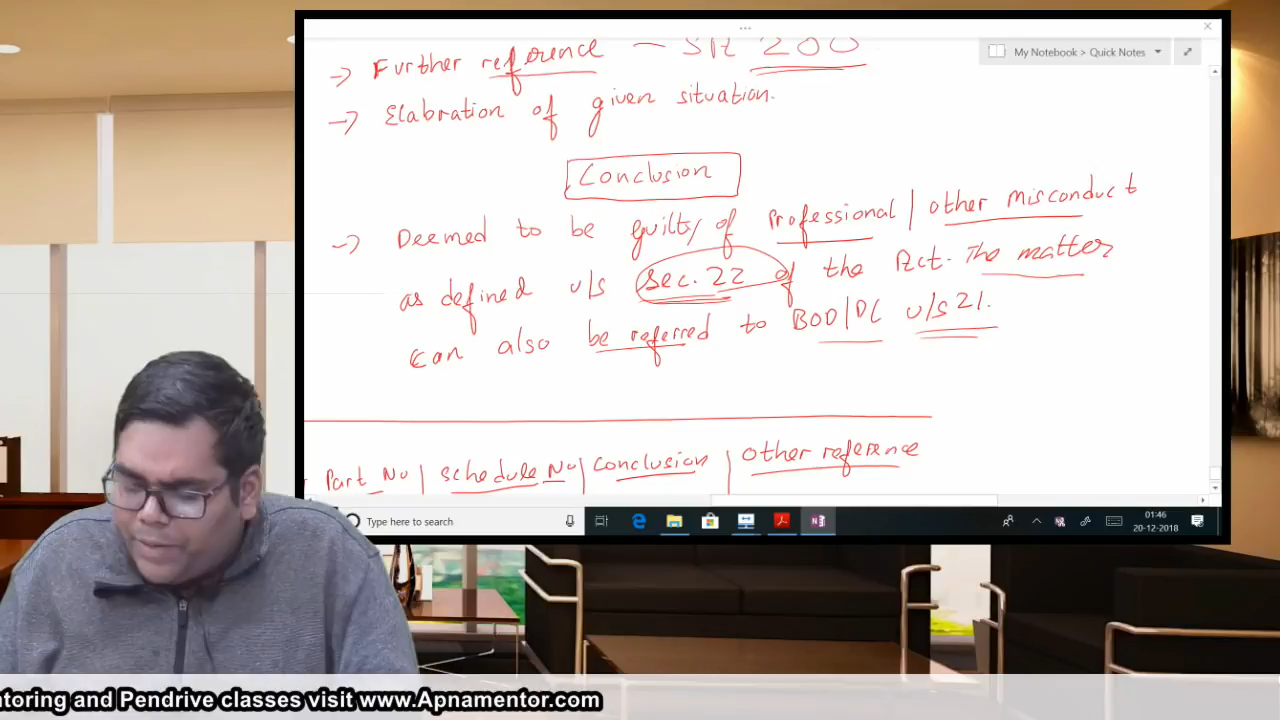 My Notebook > Quick Notes
→ Further reference — SA 200
→ Elabration of given situation.
Conclusion
→ Deemed to be guilty of Professional / other misconduct
as defined u/s sec. 22 of the Act. The matter
can also be referred to BOD/DC u/s 21.
Part No | Schedule No | Conclusion | other reference
Type here to search
01:46
20-12-2018
ntoring and Pendrive classes visit www.Apnamentor.com